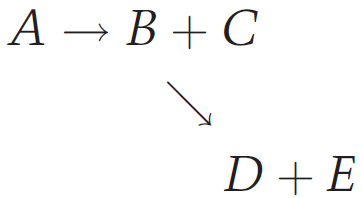 A → B + C
↘
D + E